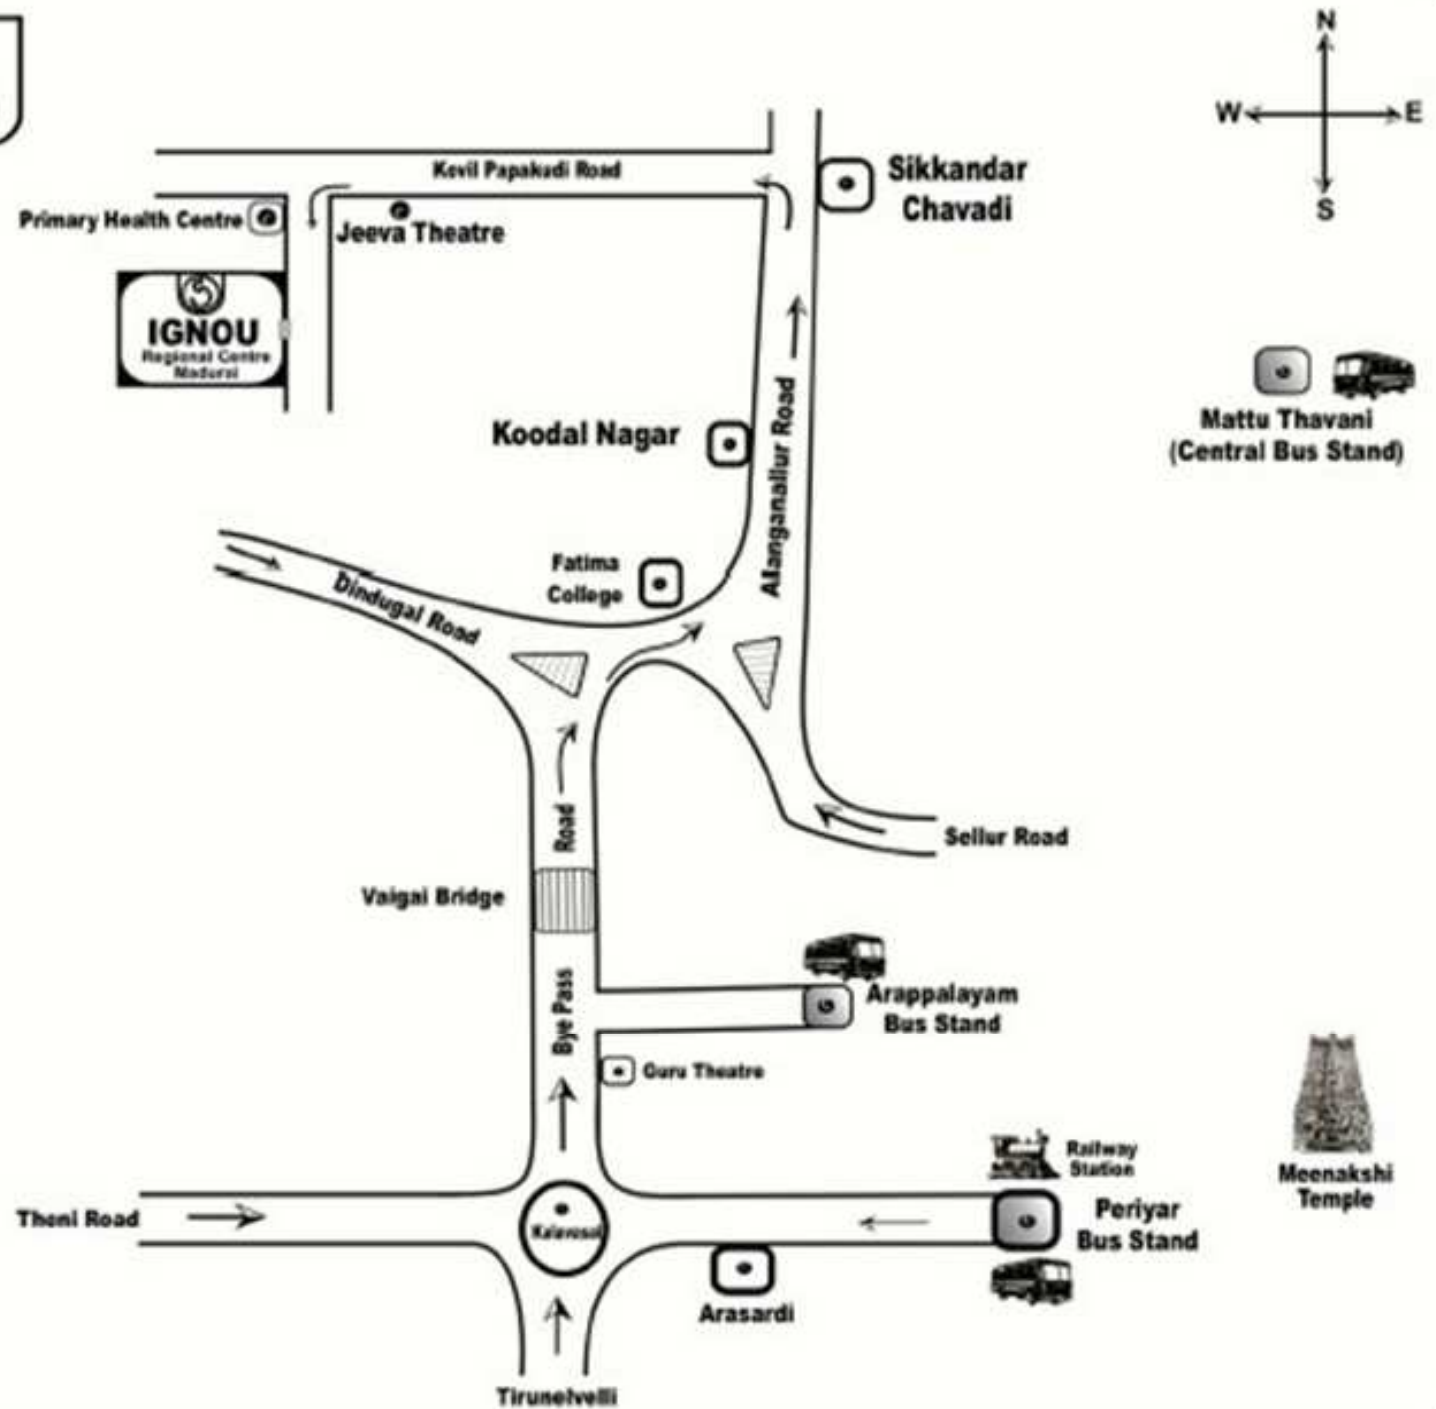 N
W E
S
Kovil Papakudi Road
Sikkandar
Chavadi
Primary Health Centre
Jeeva Theatre
IGNOU
Regional Centre
Madurai
Koodal Nagar
Allanganallur Road
Mattu Thavani
(Central Bus Stand)
Fatima
College
Dindugal Road
Sellur Road
Vaigai Bridge
Bye Pass Road
Arappalayam
Bus Stand
Guru Theatre
Railway
Station
Meenakshi
Temple
Theni Road
Kalavasal
Periyar
Bus Stand
Arasardi
Tirunelvelli